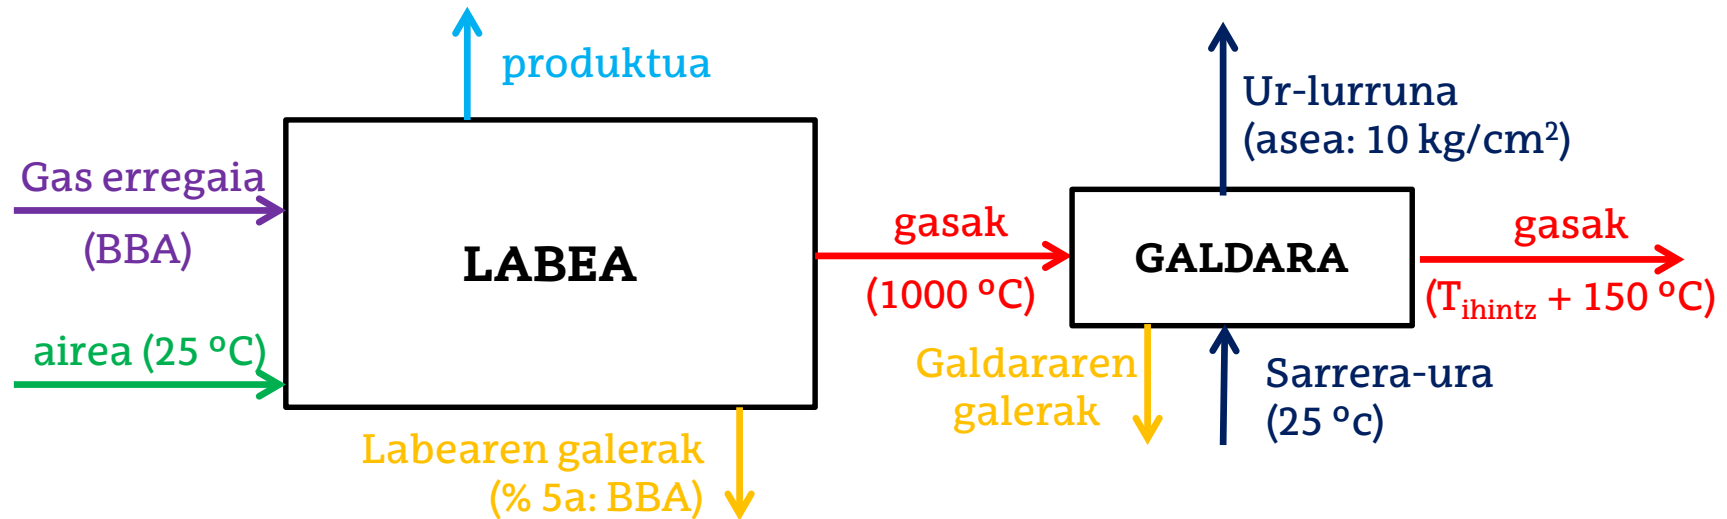 produktua
Gas erregaia
(BBA)
airea (25 ºC)
LABEA
Labearen galerak
(% 5a: BBA)
gasak
(1000 ºC)
Ur-lurruna
(asea: 10 kg/cm²)
GALDARA
Galdararen
galerak
Sarrera-ura
(25 ºc)
gasak
(Tihintz + 150 ºC)